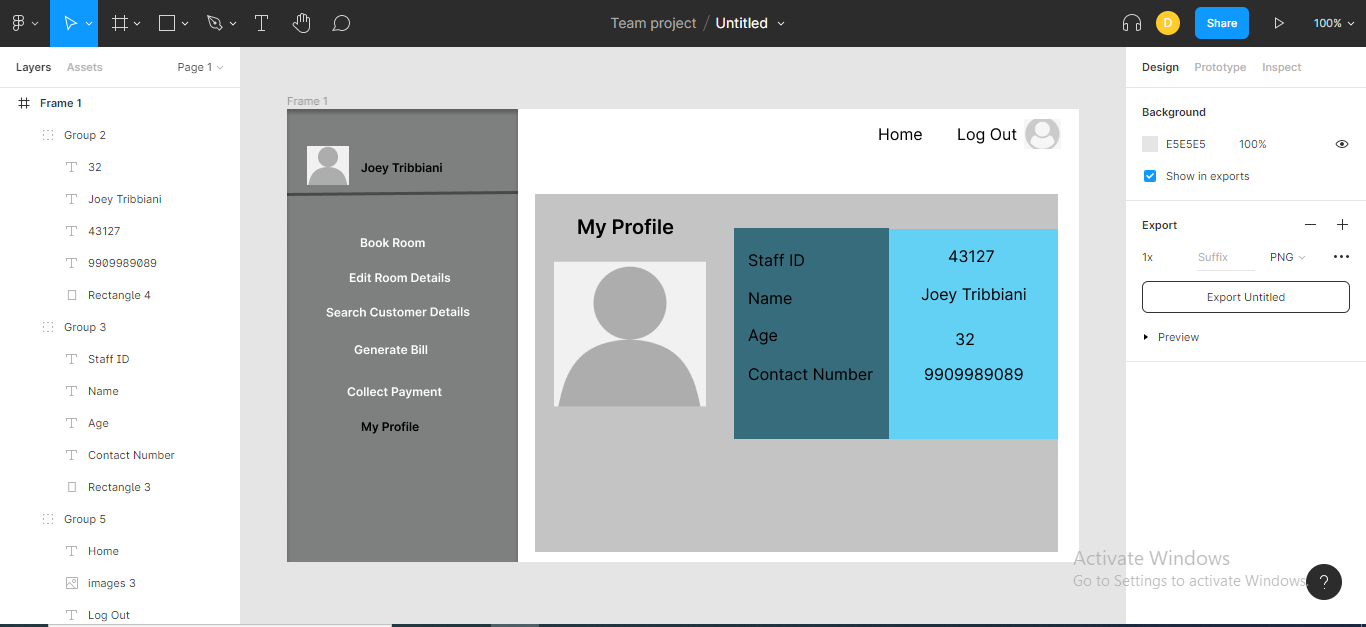 Team project / Untitled
D
Share
100%
Layers Assets Page 1
Frame 1
Group 2
32
Joey Tribbiani
43127
9909989089
Rectangle 4
Group 3
Staff ID
Name
Age
Contact Number
Rectangle 3
Group 5
Home
images 3
Log Out
Frame 1
Joey Tribbiani
Book Room
Edit Room Details
Search Customer Details
Generate Bill
Collect Payment
My Profile
Home Log Out
My Profile
Staff ID 43127
Name Joey Tribbiani
Age 32
Contact Number 9909989089
Design Prototype Inspect
Background
E5E5E5 100%
Show in exports
Export
1x Suffix PNG
Export Untitled
Preview
Activate Windows
Go to Settings to activate Windows.
?